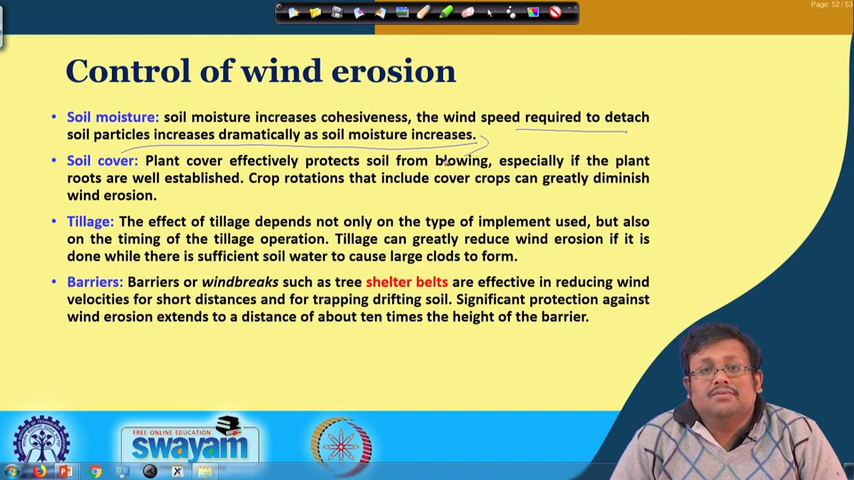 Page 52 / 53
Control of wind erosion
• Soil moisture: soil moisture increases cohesiveness, the wind speed required to detach
soil particles increases dramatically as soil moisture increases.
• Soil cover: Plant cover effectively protects soil from blowing, especially if the plant
roots are well established. Crop rotations that include cover crops can greatly diminish
wind erosion.
• Tillage: The effect of tillage depends not only on the type of implement used, but also
on the timing of the tillage operation. Tillage can greatly reduce wind erosion if it is
done while there is sufficient soil water to cause large clods to form.
• Barriers: Barriers or windbreaks such as tree shelter belts are effective in reducing wind
velocities for short distances and for trapping drifting soil. Significant protection against
wind erosion extends to a distance of about ten times the height of the barrier.
FREE ONLINE EDUCATION
swayam